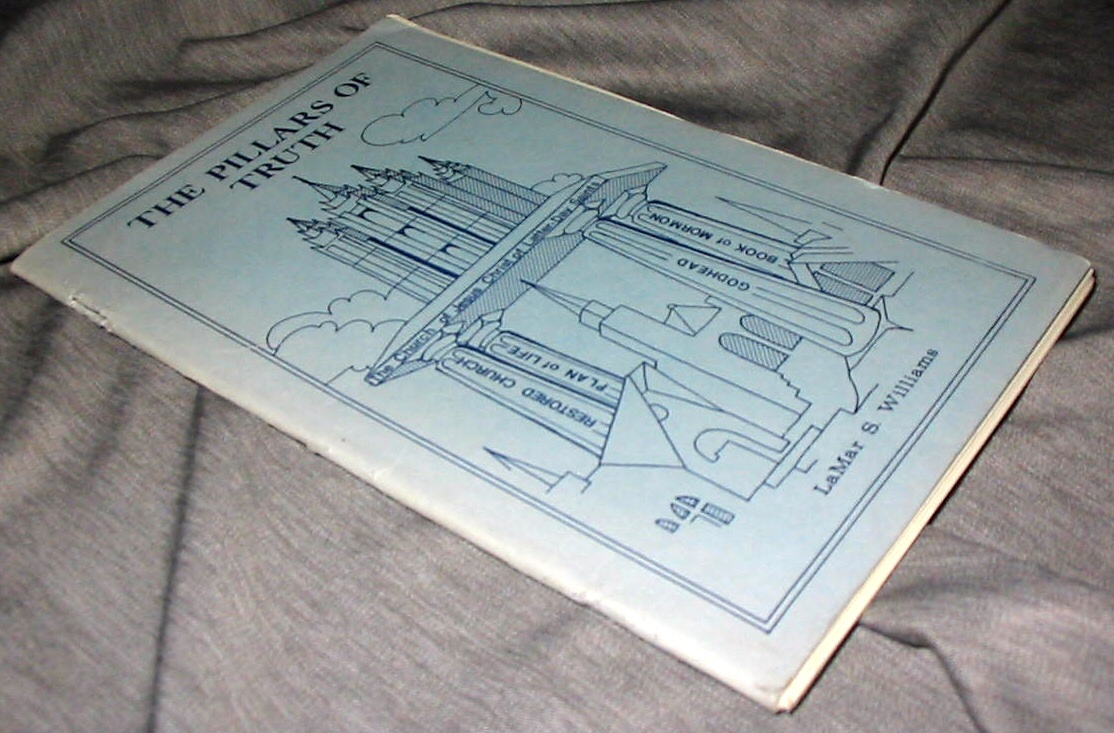 THE PILLARS OF
TRUTH
The Church of Jesus Christ of Latter Day Saints
RESTORED CHURCH
PLAN of LIFE
GODHEAD
BOOK of MORMON
LaMar S. Williams